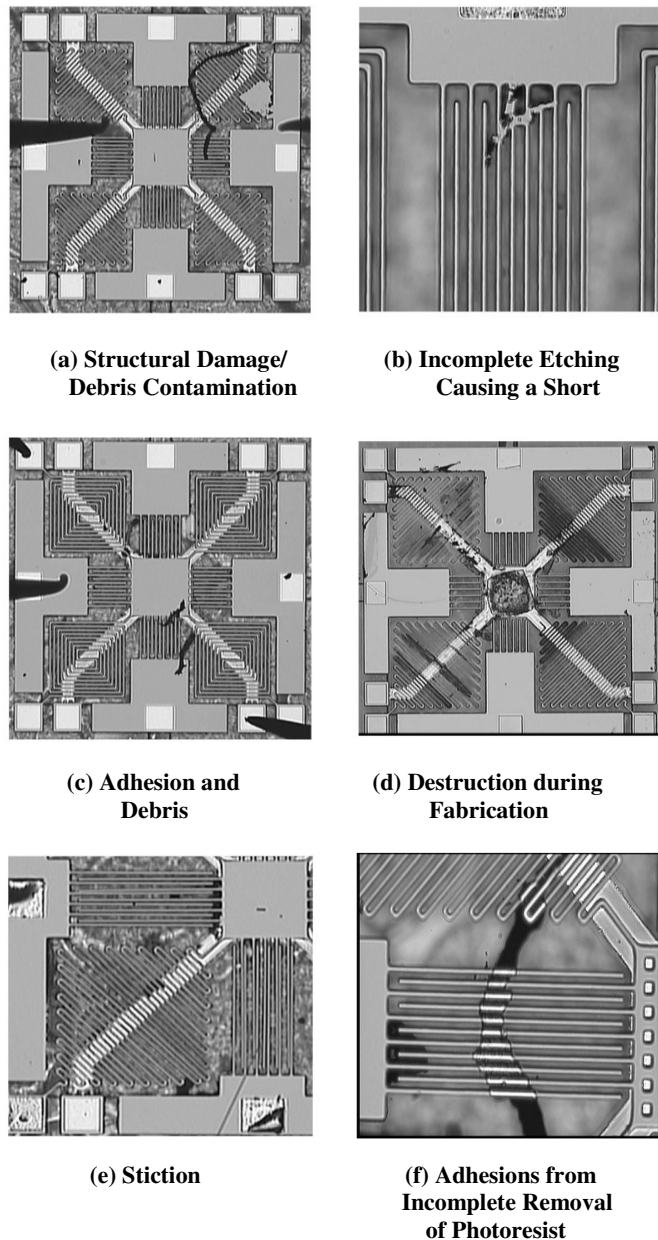 (a) Structural Damage/
Debris Contamination
(b) Incomplete Etching
Causing a Short
(c) Adhesion and
Debris
(d) Destruction during
Fabrication
(e) Stiction
(f) Adhesions from
Incomplete Removal
of Photoresist